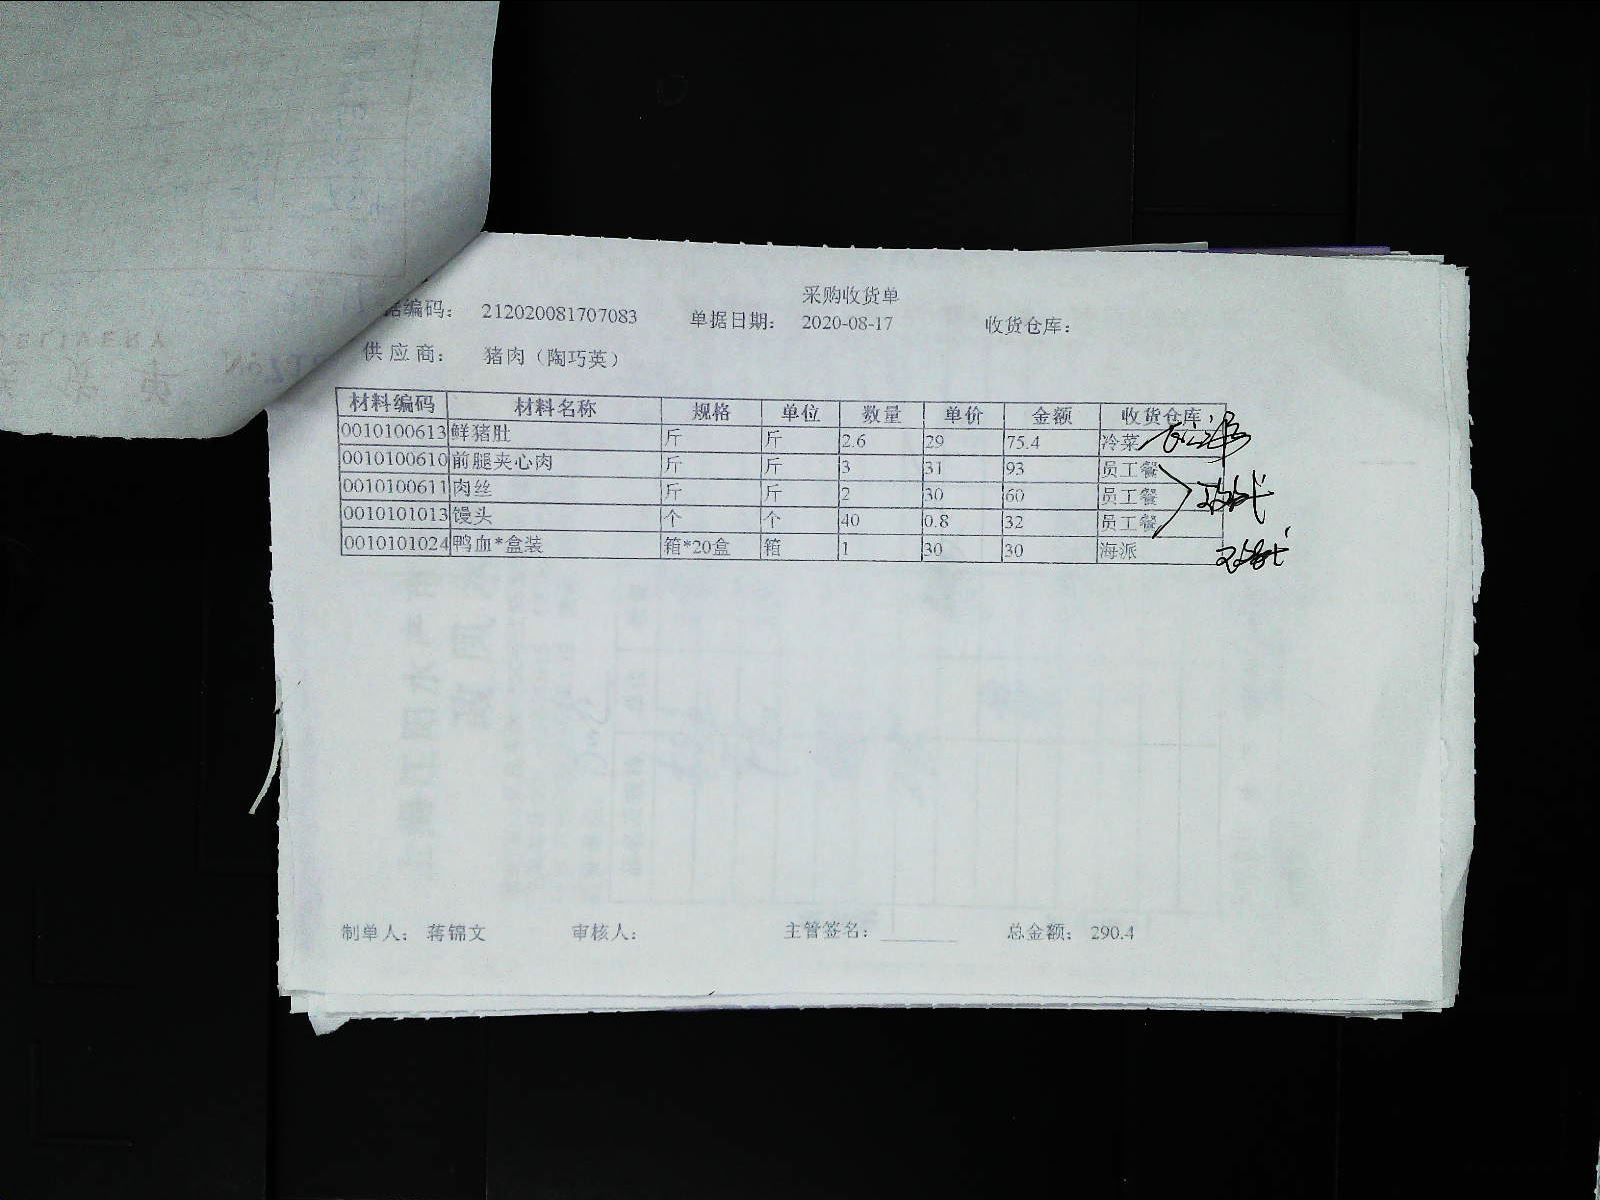 采购收货单
据编码： 212020081707083 单据日期： 2020-08-17 收货仓库：
供应商： 猪肉（陶巧英）
材料编码 材料名称 规格 单位 数量 单价 金额 收货仓库
0010100613 鲜猪肚 斤 斤 2.6 29 75.4 冷菜
0010100610 前腿夹心肉 斤 斤 3 31 93 员工餐
0010100611 肉丝 斤 斤 2 30 60 员工餐
0010101013 馒头 个 个 40 0.8 32 员工餐
0010101024 鸭血*盒装 箱*20盒 箱 1 30 30 海派
制单人： 蒋锦文 审核人： 主管签名： 总金额： 290.4